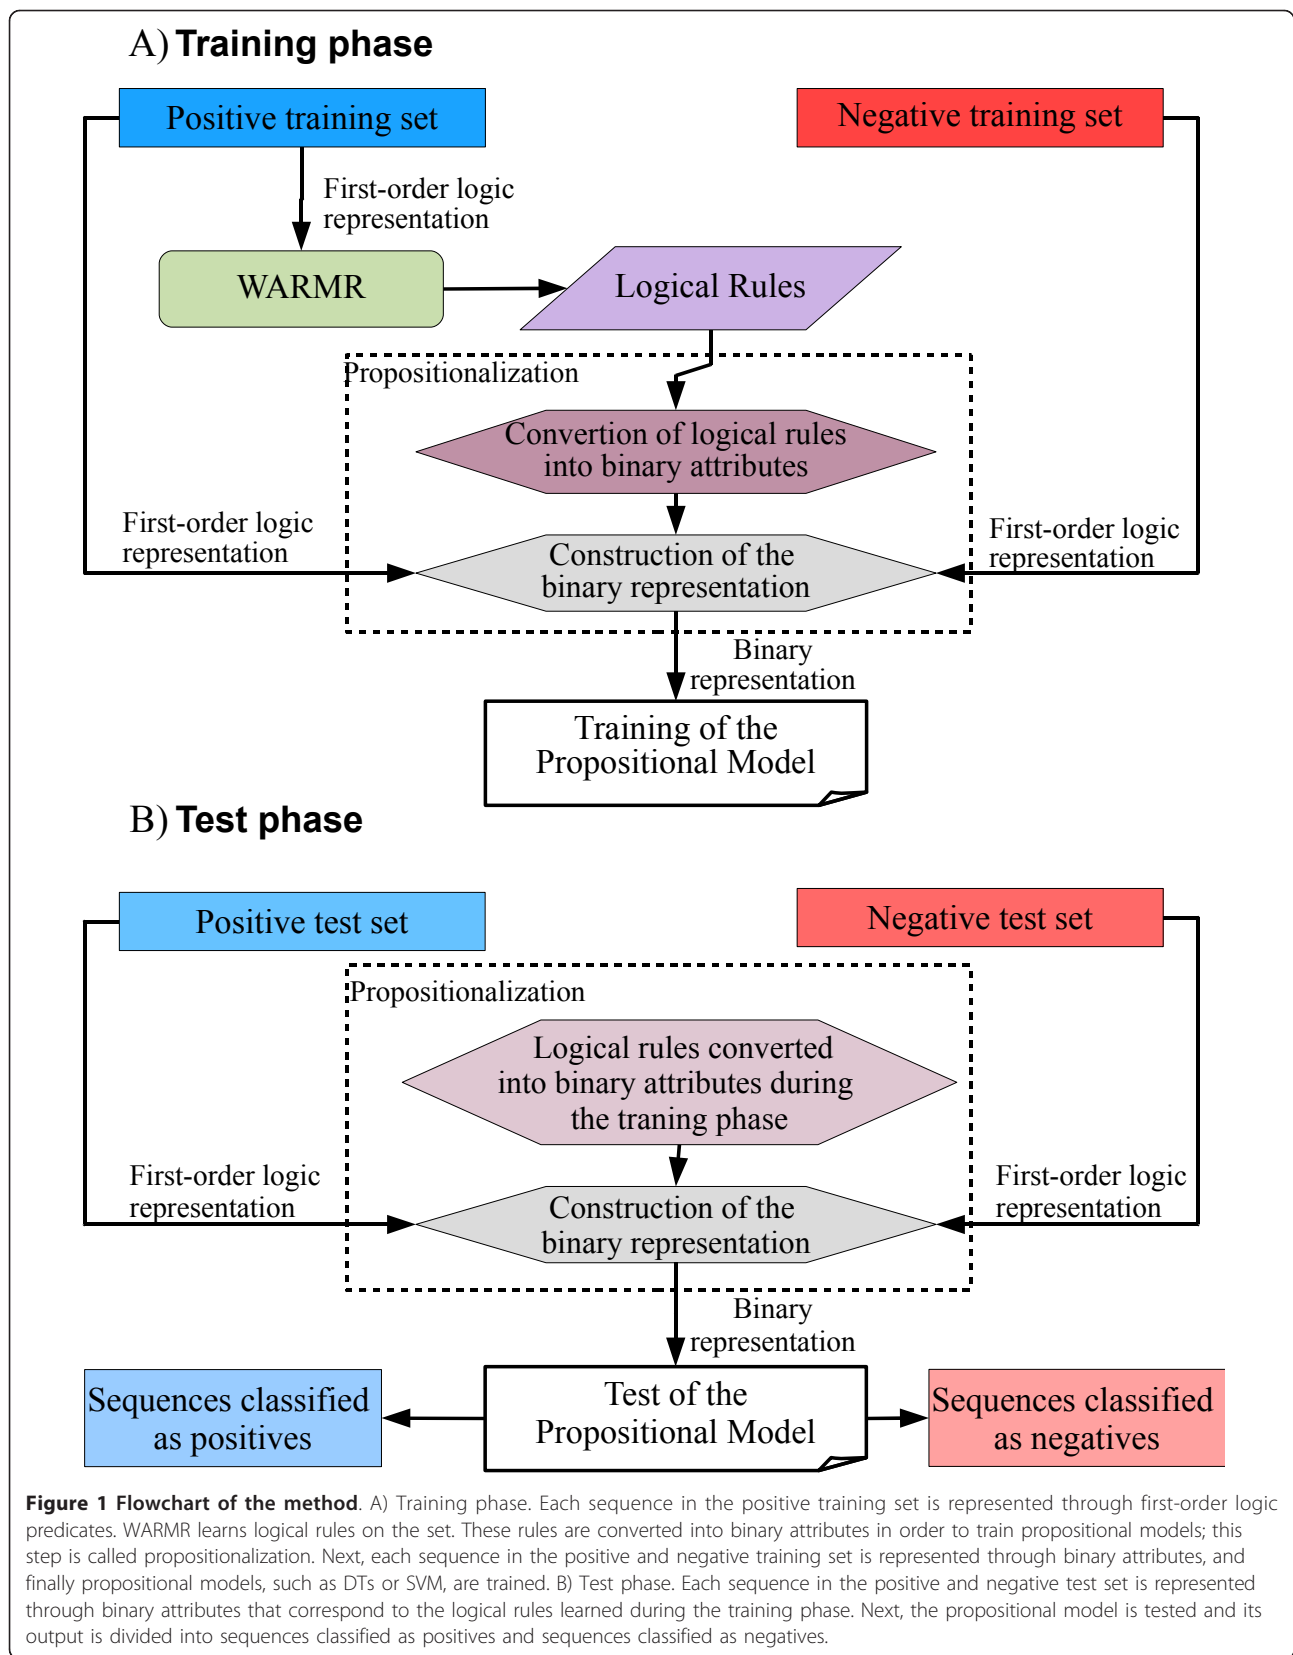 A) Training phase
Positive training set
Negative training set
First-order logic
representation
WARMR
Logical Rules
Propositionalization
Convertion of logical rules
into binary attributes
First-order logic
representation
First-order logic
representation
Construction of the
binary representation
Binary
representation
Training of the
Propositional Model
B) Test phase
Positive test set
Negative test set
Propositionalization
Logical rules converted
into binary attributes during
the traning phase
First-order logic
representation
First-order logic
representation
Construction of the
binary representation
Binary
representation
Sequences classified
as positives
Test of the
Propositional Model
Sequences classified
as negatives
Figure 1 Flowchart of the method. A) Training phase. Each sequence in the positive training set is represented through first-order logic
predicates. WARMR learns logical rules on the set. These rules are converted into binary attributes in order to train propositional models; this
step is called propositionalization. Next, each sequence in the positive and negative training set is represented through binary attributes, and
finally propositional models, such as DTs or SVM, are trained. B) Test phase. Each sequence in the positive and negative test set is represented
through binary attributes that correspond to the logical rules learned during the training phase. Next, the propositional model is tested and its
output is divided into sequences classified as positives and sequences classified as negatives.